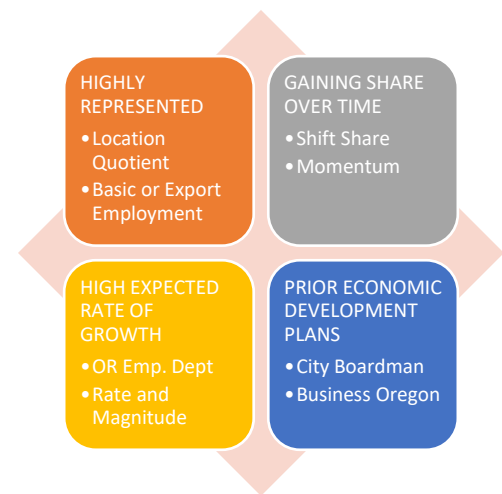 HIGHLY
REPRESENTED
•Location
Quotient
•Basic or Export
Employment
GAINING SHARE
OVER TIME
•Shift Share
•Momentum
HIGH EXPECTED
RATE OF
GROWTH
•OR Emp. Dept
•Rate and
Magnitude
PRIOR ECONOMIC
DEVELOPMENT
PLANS
•City Boardman
•Business Oregon